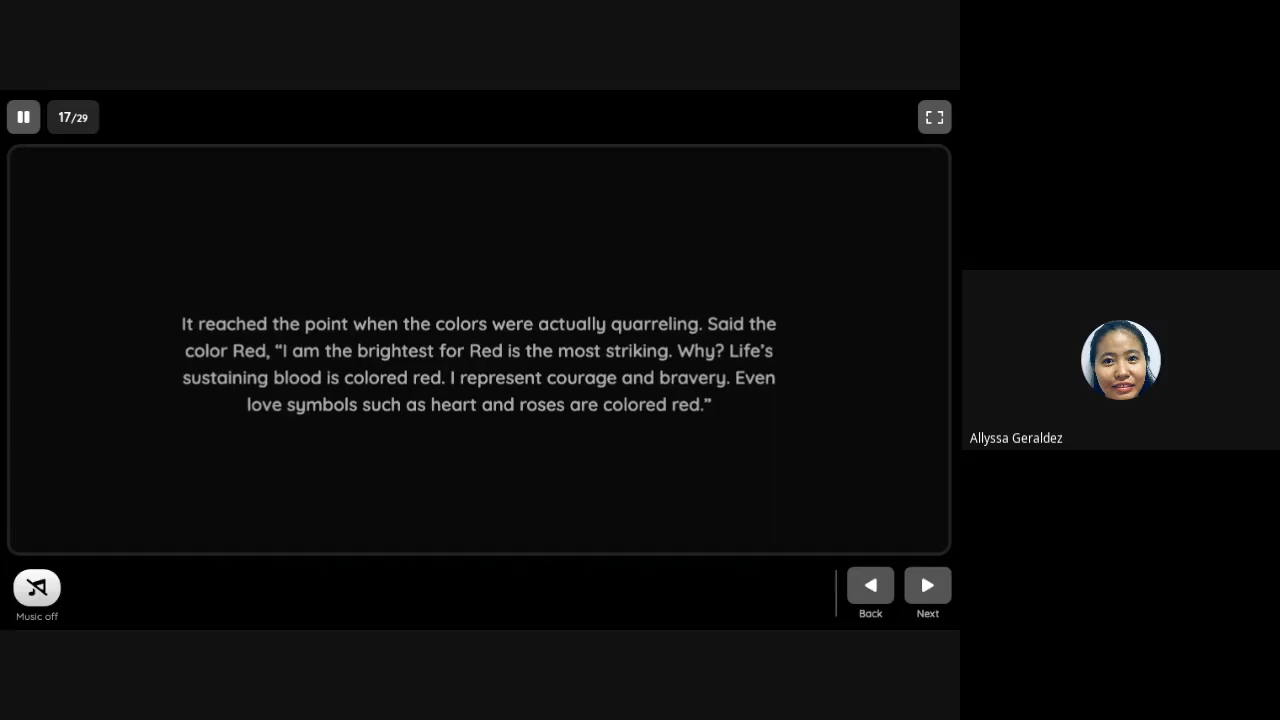 17/29
It reached the point when the colors were actually quarreling. Said the
color Red, “I am the brightest for Red is the most striking. Why? Life’s
sustaining blood is colored red. I represent courage and bravery. Even
love symbols such as heart and roses are colored red.”
Allyssa Geraldez
Music off
Back
Next